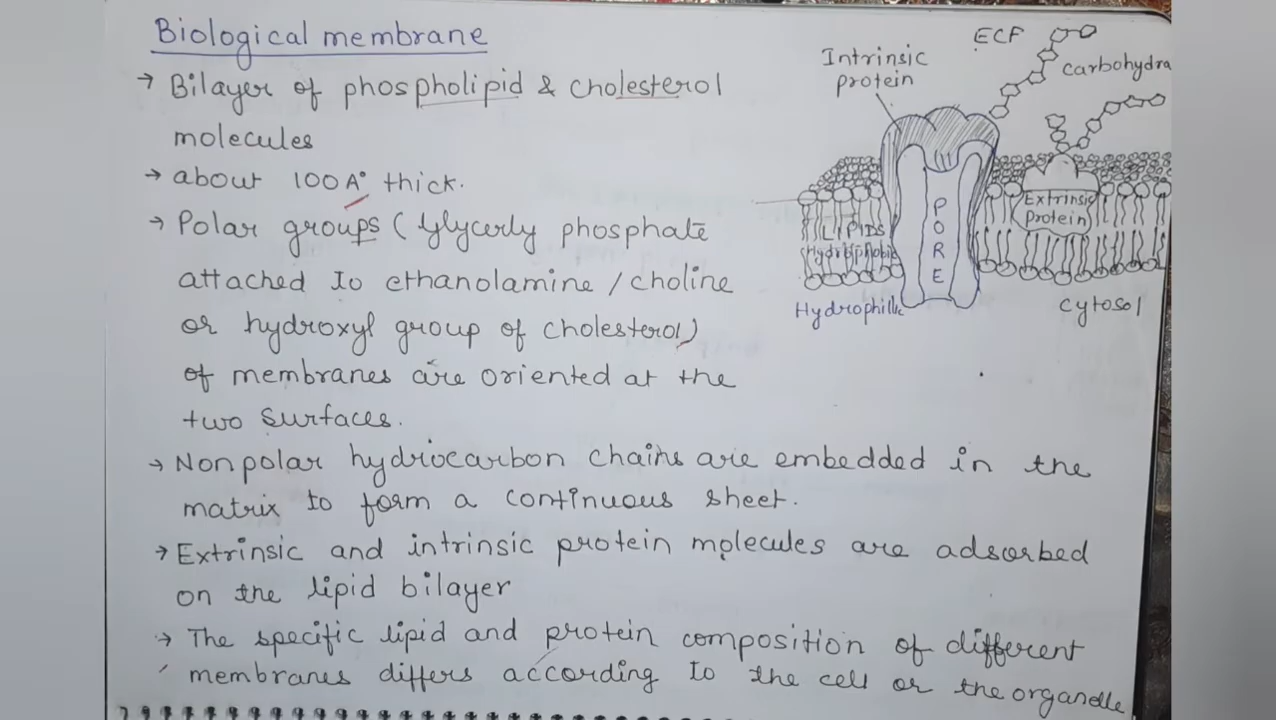 Biological membrane
→ Bilayer of phospholipid & cholesterol
molecules
→ about 100A° thick.
→ Polar groups (Glycerly phosphate
attached to ethanolamine / choline
or hydroxyl group of cholesterol)
of membranes are oriented at the
two surfaces.
→ Nonpolar hydrocarbon chains are embedded in the
matrix to form a continuous sheet.
→ Extrinsic and intrinsic protein molecules are adsorbed
on the lipid bilayer
→ The specific lipid and protein composition of different
membranes differs according to the cell or the organelle
ECF
Intrinsic
protein
Carbohydra
Extrinsic
protein
PORE
LIPIDS
Hydrophobic
Hydrophilic
Cytosol